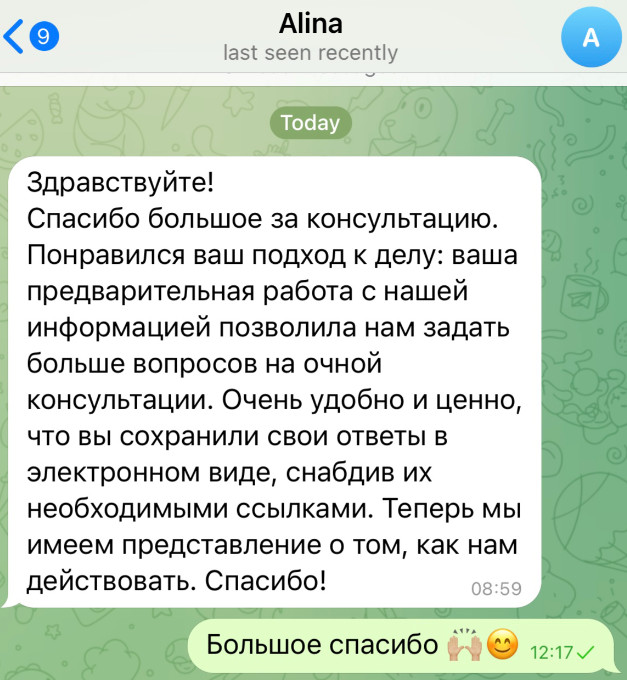 9
Alina
last seen recently
A
Today
Здравствуйте!
Спасибо большое за консультацию.
Понравился ваш подход к делу: ваша
предварительная работа с нашей
информацией позволила нам задать
больше вопросов на очной
консультации. Очень удобно и ценно,
что вы сохранили свои ответы в
электронном виде, снабдив их
необходимыми ссылками. Теперь мы
имеем представление о том, как нам
действовать. Спасибо!
08:59
Большое спасибо 🙌🏼😊
12:17